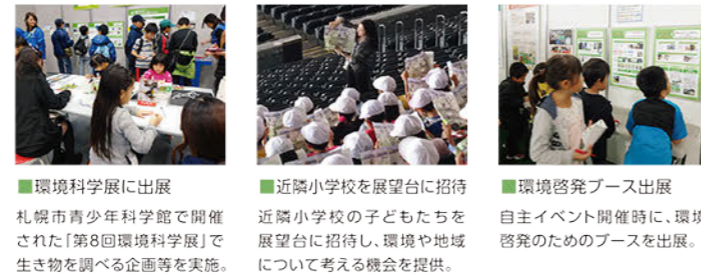 ■環境科学展に出展
札幌市青少年科学館で開催
された「第8回環境科学展」で
生き物を調べる企画等を実施。
■近隣小学校を展望台に招待
近隣小学校の子どもたちを
展望台に招待し、環境や地域
について考える機会を提供。
■環境啓発ブース出展
自主イベント開催時に、環境
啓発のためのブースを出展。